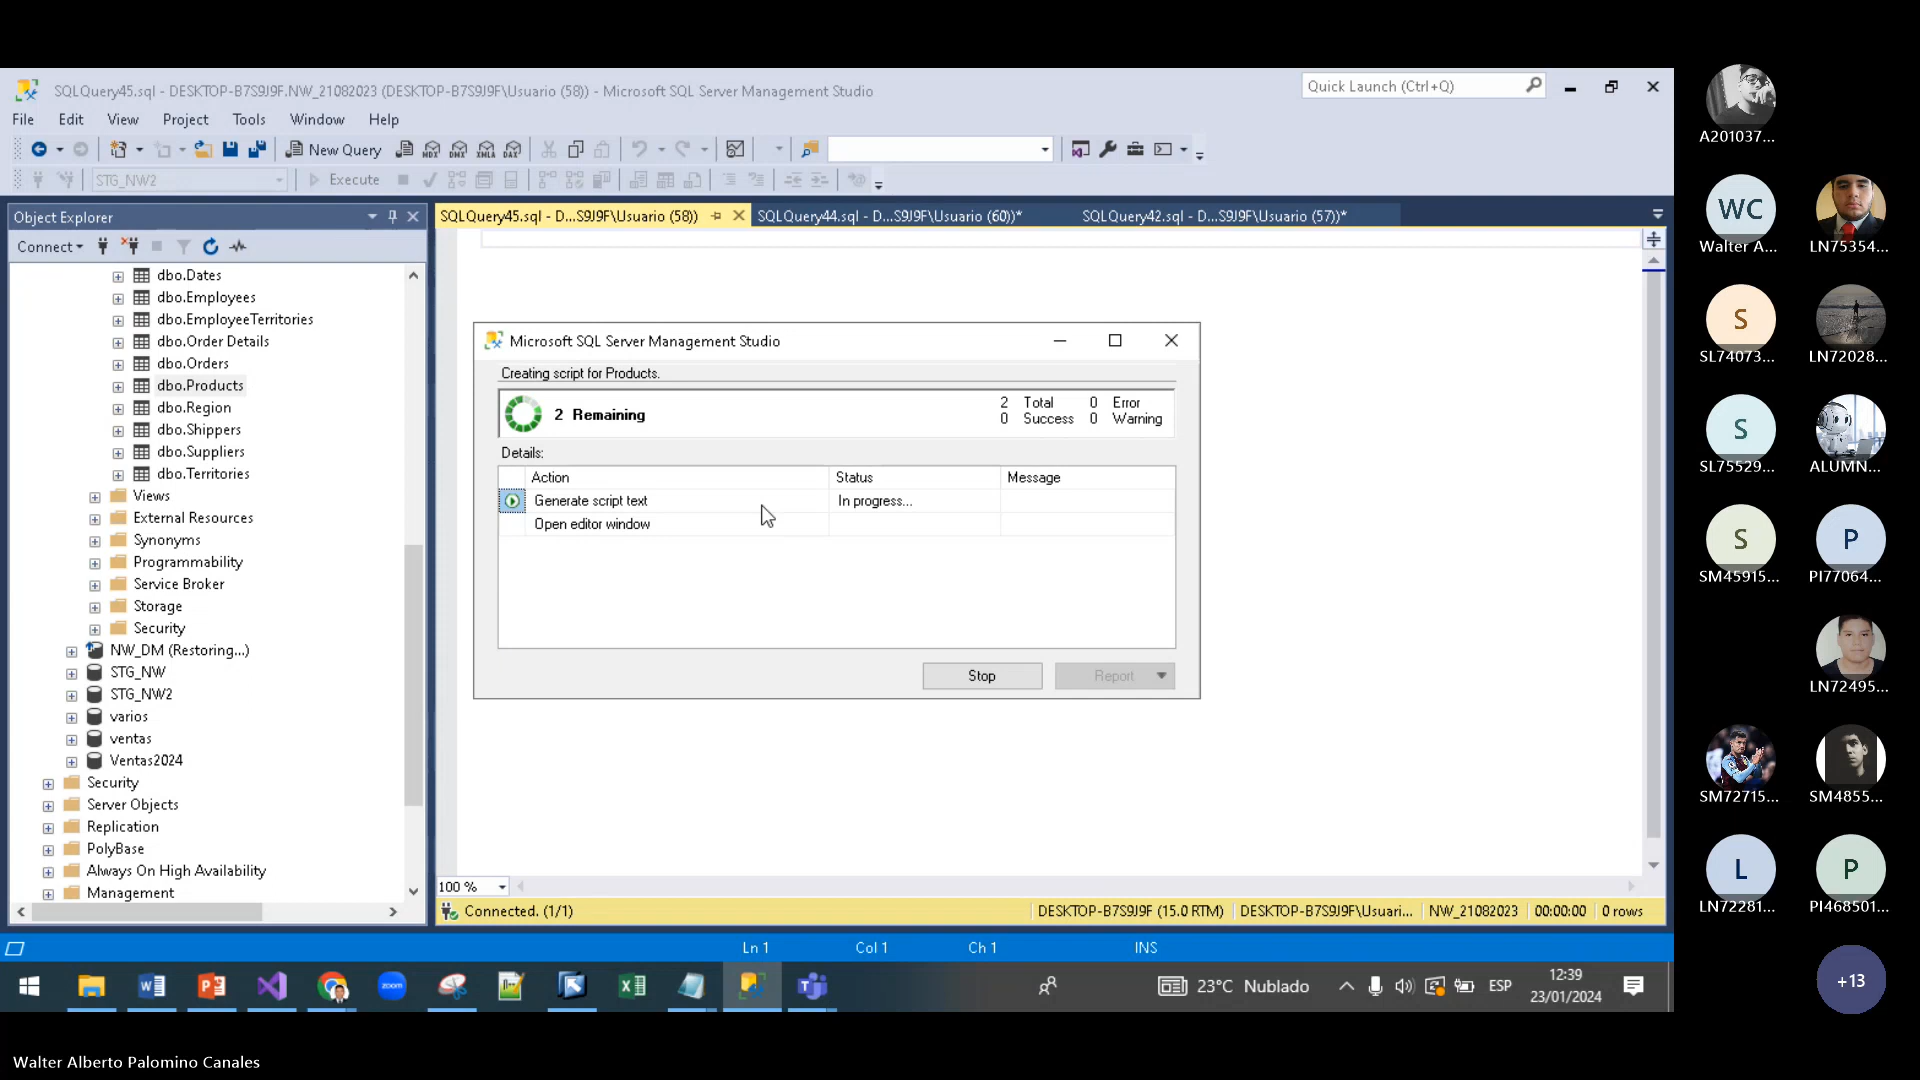 SQLQuery45.sql - DESKTOP-B7S9J9F.NW_21082023 (DESKTOP-B7S9J9F\Usuario (58)) - Microsoft SQL Server Management Studio
Quick Launch (Ctrl+Q)
File Edit View Project Tools Window Help
New Query
MDX DMX XMLA DAX
STG_NW2
Execute
Object Explorer
SQLQuery45.sql - D...S9J9F\Usuario (58))
SQLQuery44.sql - D...S9J9F\Usuario (60))*
SQLQuery42.sql - D...S9J9F\Usuario (57))*
Connect
dbo.Dates
dbo.Employees
dbo.EmployeeTerritories
dbo.Order Details
dbo.Orders
dbo.Products
dbo.Region
dbo.Shippers
dbo.Suppliers
dbo.Territories
Views
External Resources
Synonyms
Programmability
Service Broker
Storage
Security
NW_DM (Restoring...)
STG_NW
STG_NW2
varios
ventas
Ventas2024
Security
Server Objects
Replication
PolyBase
Always On High Availability
Management
Microsoft SQL Server Management Studio
Creating script for Products.
2 Remaining
2 Total 0 Error
0 Success 0 Warning
Details:
Action Status Message
Generate script text In progress...
Open editor window
Stop
Report
100 %
Connected. (1/1)
DESKTOP-B7S9J9F (15.0 RTM)
DESKTOP-B7S9J9F\Usuari...
NW_21082023
00:00:00
0 rows
Ln 1
Col 1
Ch 1
INS
zoom
23°C Nublado
ESP
12:39
23/01/2024
Walter Alberto Palomino Canales
A201037...
WC
Walter A...
LN75354...
S
SL74073...
LN72028...
S
SL75529...
ALUMN...
S
SM45915...
P
PI77064...
LN72495...
SM72715...
SM4855...
L
LN72281...
P
PI468501...
+13